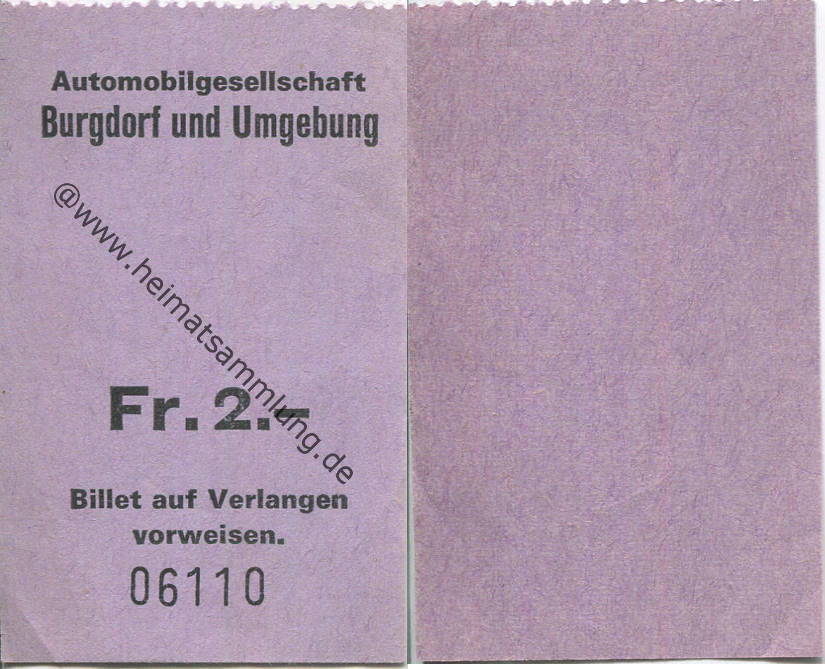 Automobilgesellschaft
Burgdorf und Umgebung
@www.heimatsammlung.de
Fr. 2.-
Billet auf Verlangen
vorweisen.
06110